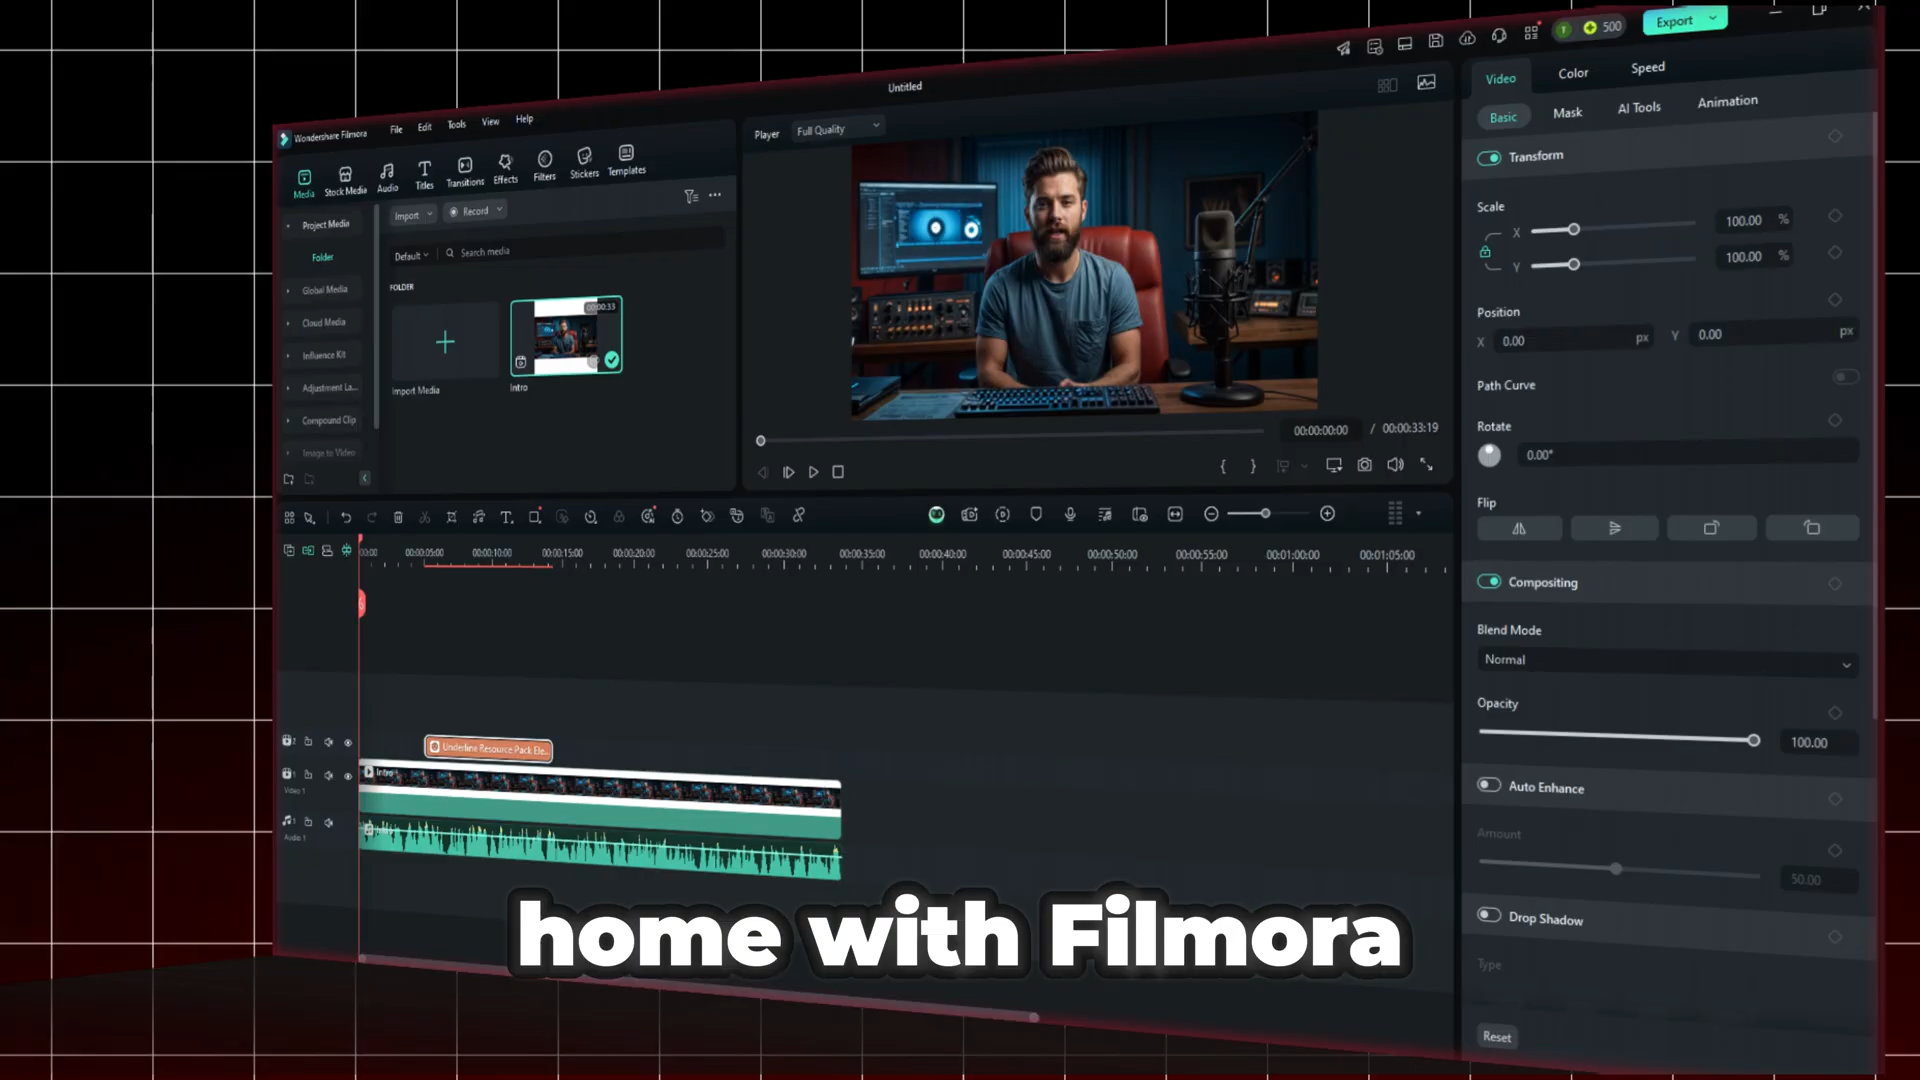 500
Export
Untitled
Wondershare Filmora
File Edit Tools View Help
Media
Stock Media
Audio
Titles
Transitions
Effects
Filters
Stickers
Templates
Project Media
Folder
Global Media
Cloud Media
Influence Kit
Adjustment La...
Compound Clip
Image to Video
Import
Record
Default
Search media
FOLDER
00:00:33
Import Media
Intro
Player
Full Quality
00:00:00:00 / 00:00:33:19
Video Color Speed
Basic Mask AI Tools Animation
Transform
Scale
X 100.00 %
Y 100.00 %
Position
X 0.00 px Y 0.00 px
Path Curve
Rotate
0.00°
Flip
Compositing
Blend Mode
Normal
Opacity
100.00
Auto Enhance
Amount
50.00
Drop Shadow
Type
Reset
00:00 00:00:05:00 00:00:10:00 00:00:15:00 00:00:20:00 00:00:25:00 00:00:30:00 00:00:35:00 00:00:40:00 00:00:45:00 00:00:50:00 00:00:55:00 00:01:00:00 00:01:05:00
Underline Resource Pack Ele...
Intro
Video 1
Audio 1
home with Filmora